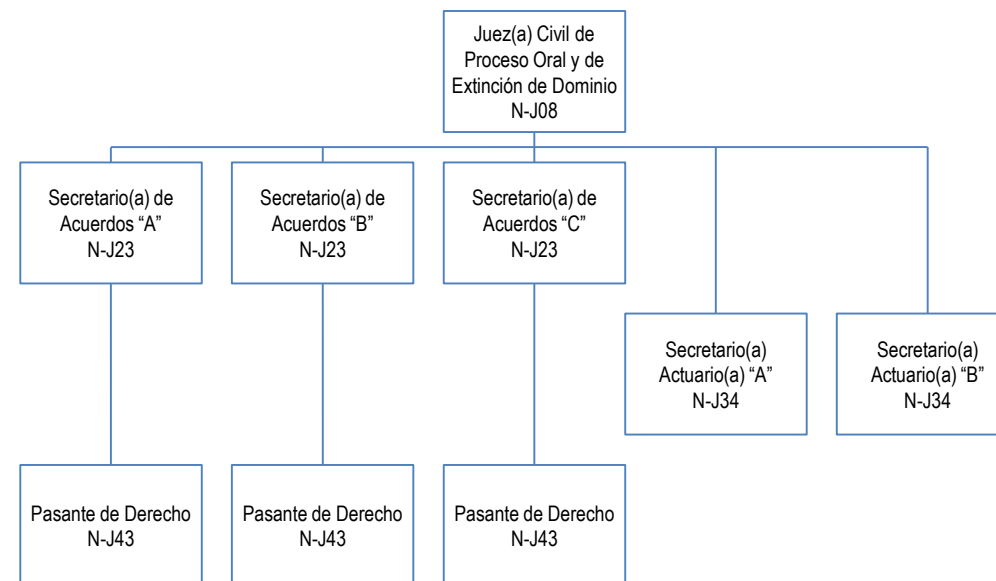 Juez(a) Civil de
Proceso Oral y de
Extinción de Dominio
N-J08
Secretario(a) de
Acuerdos “A”
N-J23
Secretario(a) de
Acuerdos “B”
N-J23
Secretario(a) de
Acuerdos “C”
N-J23
Secretario(a)
Actuario(a) “A”
N-J34
Secretario(a)
Actuario(a) “B”
N-J34
Pasante de Derecho
N-J43
Pasante de Derecho
N-J43
Pasante de Derecho
N-J43